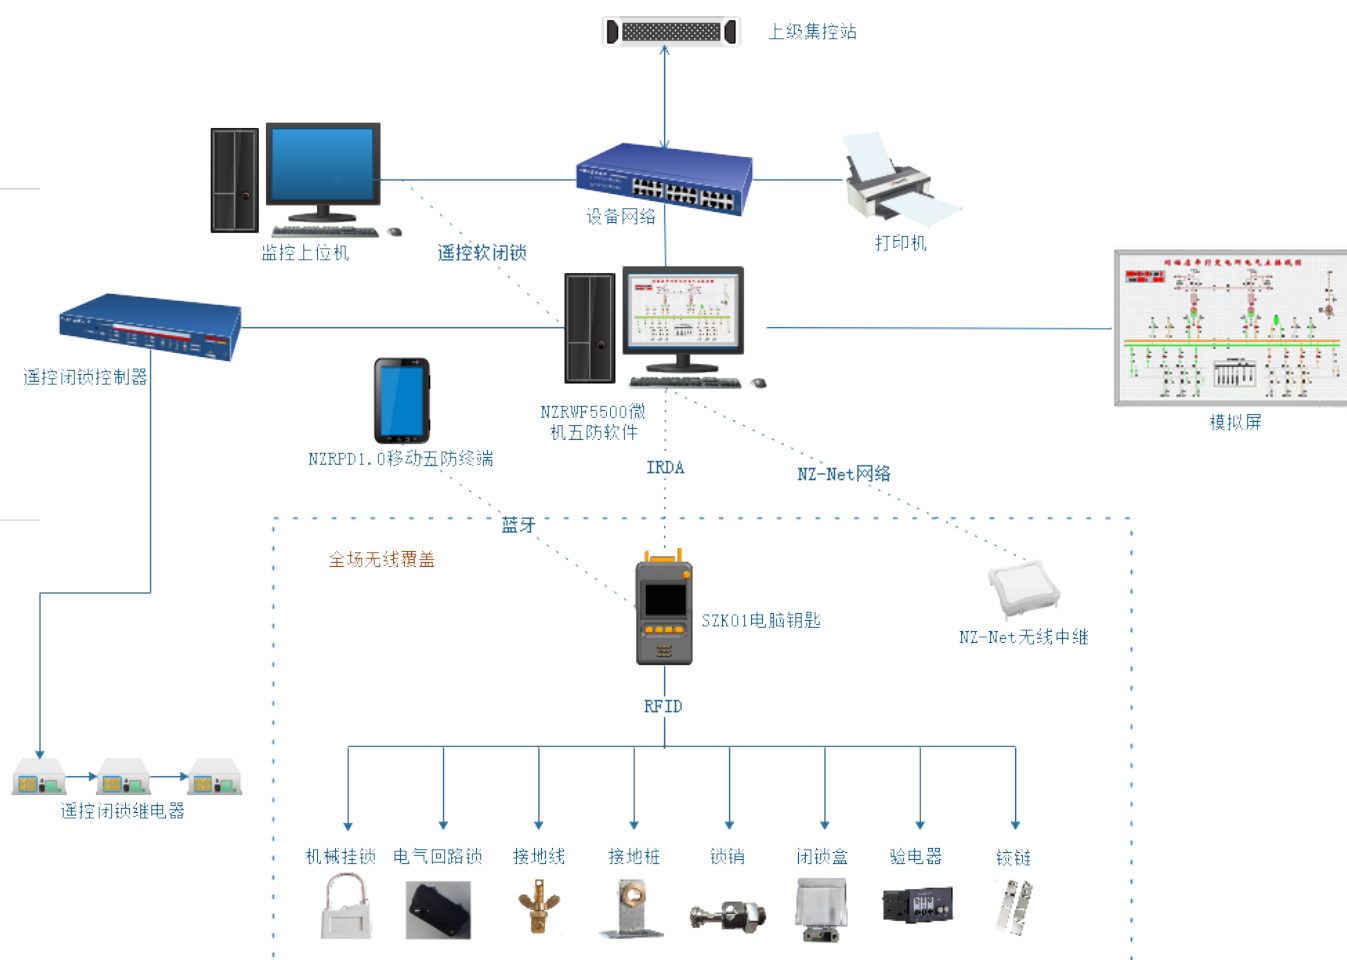 上级集控站
设备网络
打印机
监控上位机
遥控软闭锁
遥控闭锁控制器
NZRWF5500微
机五防软件
模拟屏
NZRPD1.0移动五防终端
IRDA
NZ-Net网络
蓝牙
全场无线覆盖
SZK01电脑钥匙
NZ-Net无线中继
RFID
遥控闭锁继电器
机械挂锁
电气回路锁
接地线
接地桩
锁销
闭锁盒
验电器
铰链